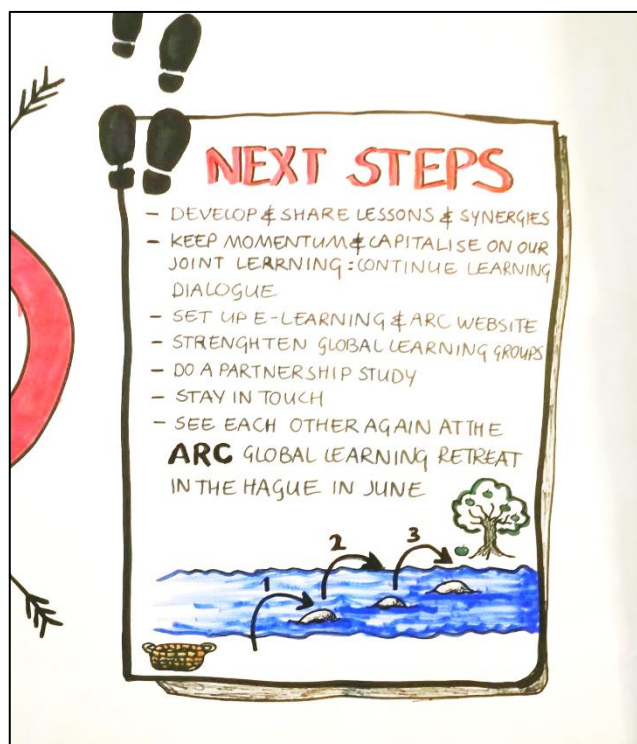 NEXT STEPS
- DEVELOP & SHARE LESSONS & SYNERGIES
- KEEP MOMENTUM & CAPITALISE ON OUR
JOINT LERRNING: CONTINUE LEARNING
DIALOGUE
- SET UP E-LEARNING & ARC WEBSITE
- STRENGHTEN GLOBAL LEARNING GROUPS
- DO A PARTNERSHIP STUDY
- STAY IN TOUCH
- SEE EACH OTHER AGAIN AT THE
ARC GLOBAL LEARNING RETREAT
IN THE HAGUE IN JUNE
1 2 3